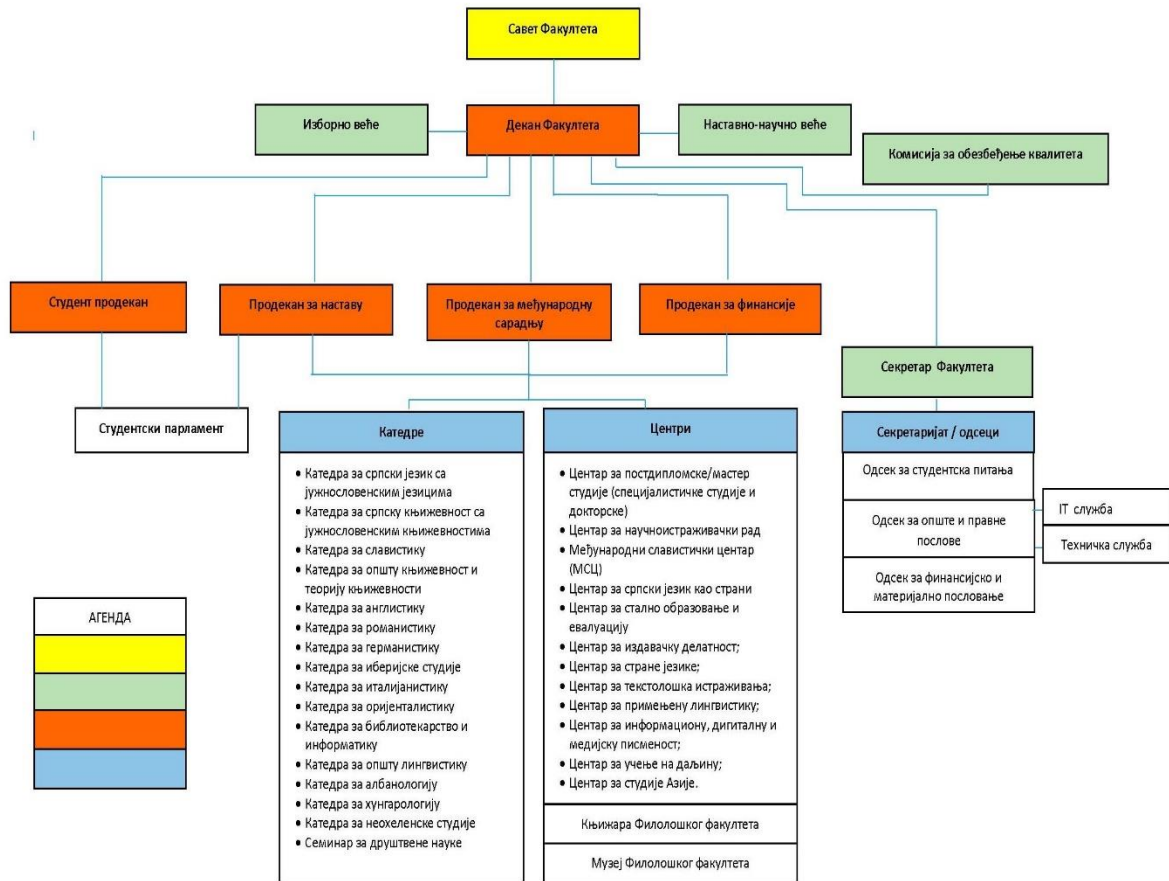 Савет Факултета
Изборно веће
Декан Факултета
Наставно-научно веће
Комисија за обезбеђење квалитета
Студент продекан
Продекан за наставу
Продекан за међународну
сарадњу
Продекан за финансије
Секретар Факултета
Студентски парламент
Катедре
• Катедра за српски језик са
јужнословенским језицима
• Катедра за српску књижевност са
јужнословенским књижевностима
• Катедра за славистику
• Катедра за општу књижевност и
теорију књижевности
• Катедра за англистику
• Катедра за романистику
• Катедра за германистику
• Катедра за иберијске студије
• Катедра за италијанистику
• Катедра за оријенталистику
• Катедра за библиотекарство и
информатику
• Катедра за општу лингвистику
• Катедра за албанологију
• Катедра за хунгарологију
• Катедра за неохеленске студије
• Семинар за друштвене науке
Центри
• Центар за постдипломске/мастер
студије (специјалистичке студије и
докторске)
• Центар за научноистраживачки рад
• Међународни славистички центар
(МСЦ)
• Центар за српски језик као страни
• Центар за стално образовање и
евалуацију
• Центар за издавачку делатност;
• Центар за стране језике;
• Центар за текстолошка истраживања;
• Центар за примењену лингвистику;
• Центар за информациону, дигиталну и
медијску писменост;
• Центар за учење на даљину;
• Центар за студије Азије.
Књижара Филолошког факултета
Музеј Филолошког факултета
Секретаријат / одсеци
Одсек за студентска питања
Одсек за опште и правне
послове
Одсек за финансијско и
материјално пословање
IT служба
Техничка служба
АГЕНДА